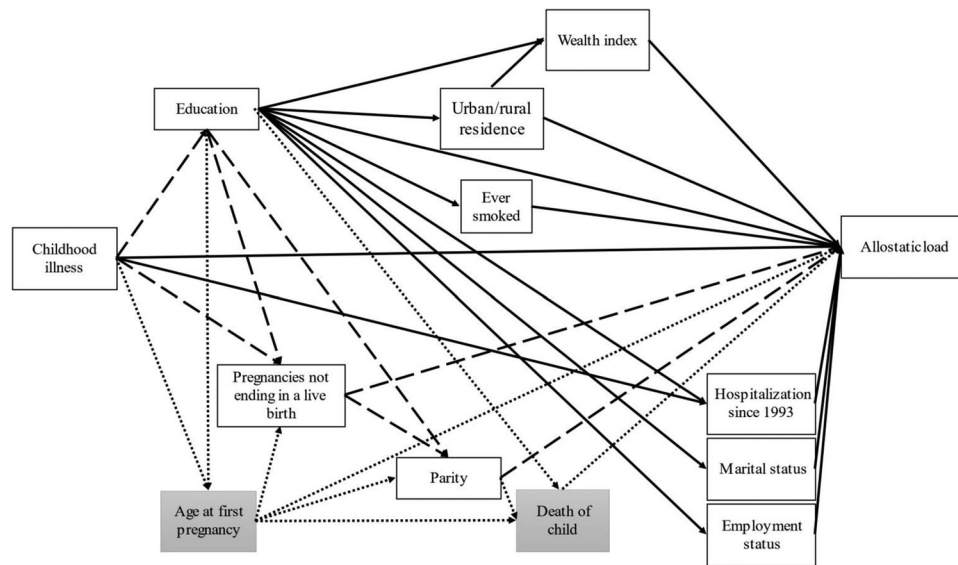 Wealth index
Education
Urban/rural
residence
Ever
smoked
Childhood
illness
Allostatic load
Pregnancies not
ending in a live
birth
Hospitalization
since 1993
Marital status
Parity
Age at first
pregnancy
Death of
child
Employment
status